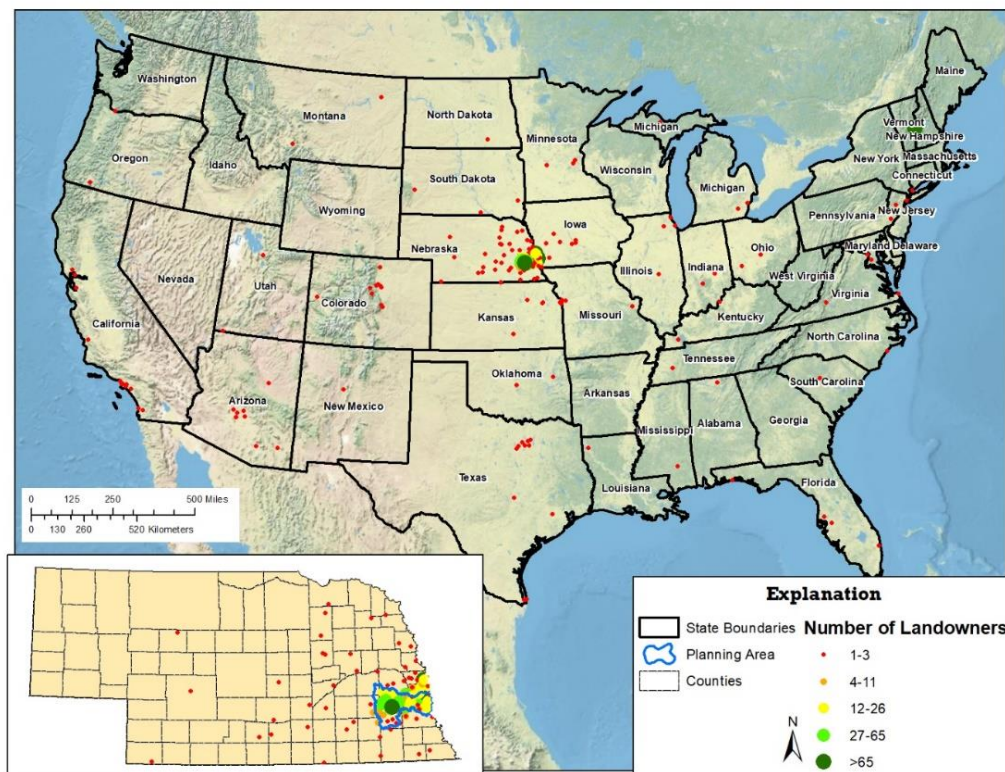 Washington
Montana
North Dakota
Minnesota
Michigan
Maine
Vermont
New Hampshire
Oregon
Idaho
South Dakota
Wisconsin
Michigan
New York
Massachusetts
Connecticut
Wyoming
Nebraska
Iowa
Pennsylvania
New Jersey
Nevada
Utah
Colorado
Illinois
Indiana
Ohio
Maryland
Delaware
West Virginia
Virginia
California
Kansas
Missouri
Kentucky
North Carolina
Arizona
New Mexico
Oklahoma
Arkansas
Tennessee
South Carolina
Texas
Louisiana
Mississippi
Alabama
Georgia
Florida
0 125 250 500 Miles
0 130 260 520 Kilometers
Explanation
State Boundaries
Planning Area
Counties
Number of Landowners
1-3
4-11
12-26
27-65
>65
N